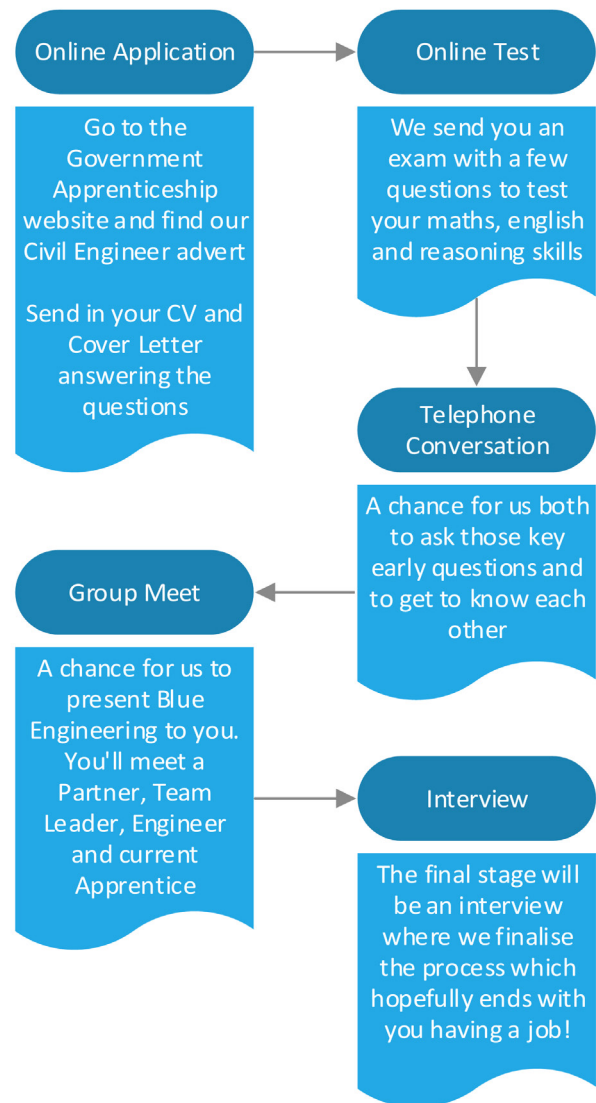 Online Application
Go to the
Government
Apprenticeship
website and find our
Civil Engineer advert
Send in your CV and
Cover Letter
answering the
questions
Online Test
We send you an
exam with a few
questions to test
your maths, english
and reasoning skills
Telephone
Conversation
A chance for us both
to ask those key
early questions and
to get to know each
other
Group Meet
A chance for us to
present Blue
Engineering to you.
You'll meet a
Partner, Team
Leader, Engineer
and current
Apprentice
Interview
The final stage will
be an interview
where we finalise
the process which
hopefully ends with
you having a job!